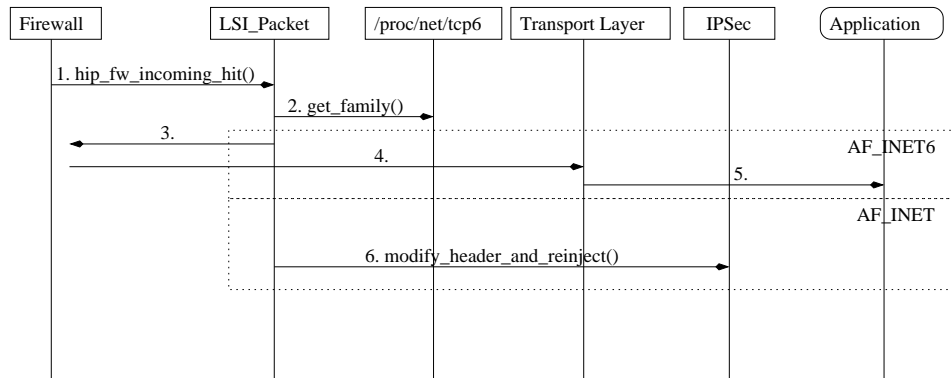 Firewall
LSI_Packet
/proc/net/tcp6
Transport Layer
IPSec
Application
1. hip_fw_incoming_hit()
2. get_family()
3.
AF_INET6
4.
5.
AF_INET
6. modify_header_and_reinject()